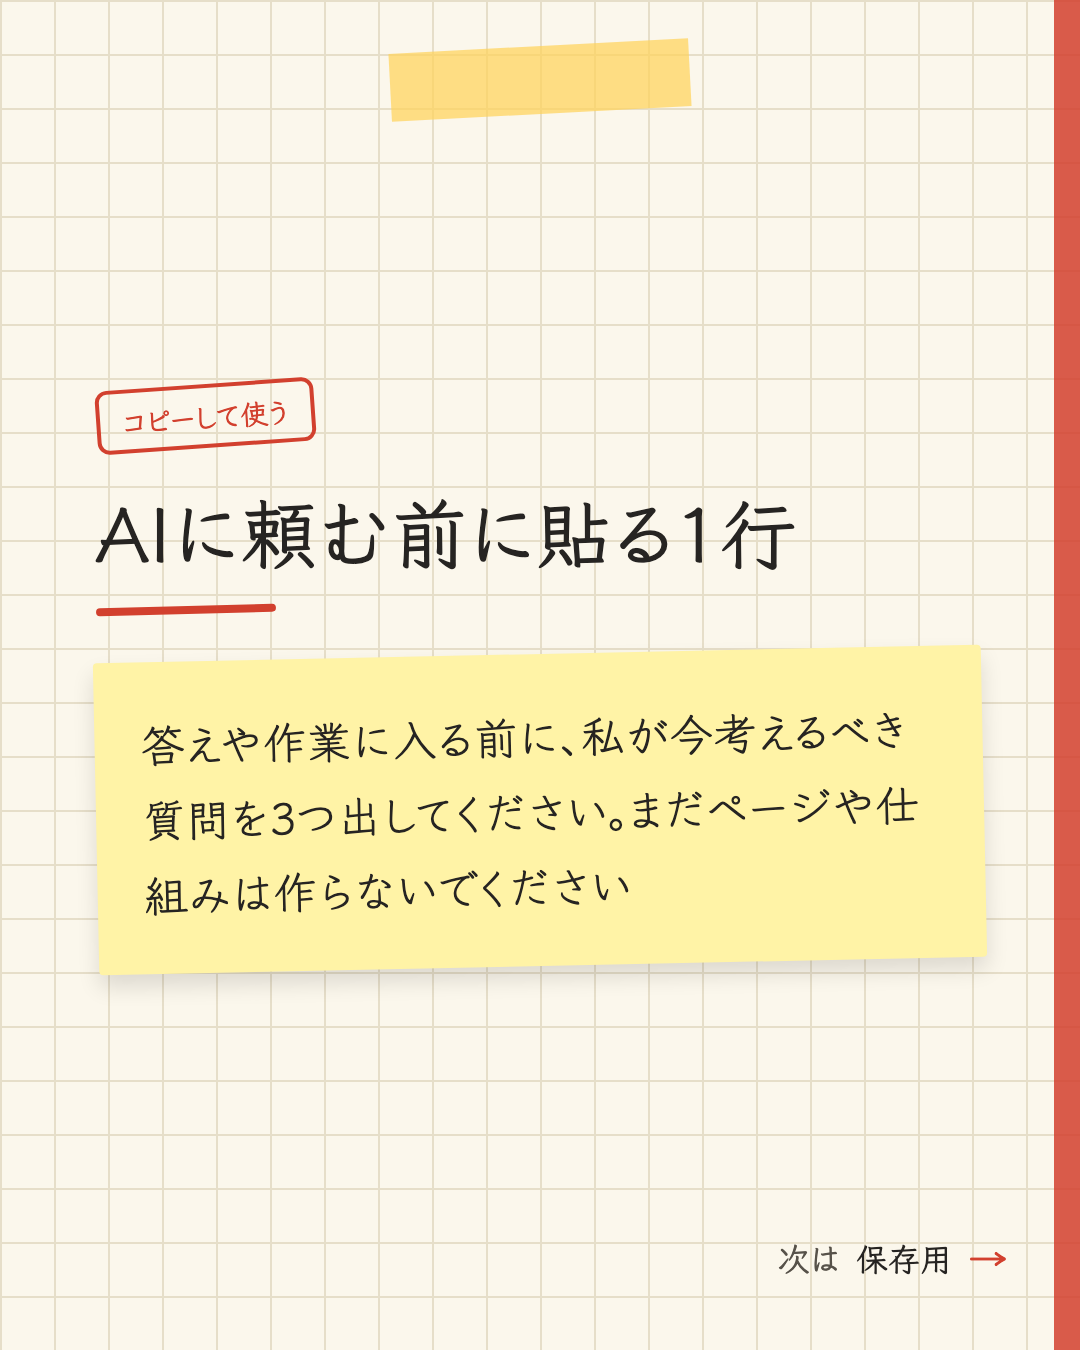 コピーして使う
AIに頼む前に貼る1行
答えや作業に入る前に、私が今考えるべき
質問を3つ出してください。まだページや仕
組みは作らないでください
次は 保存用 →